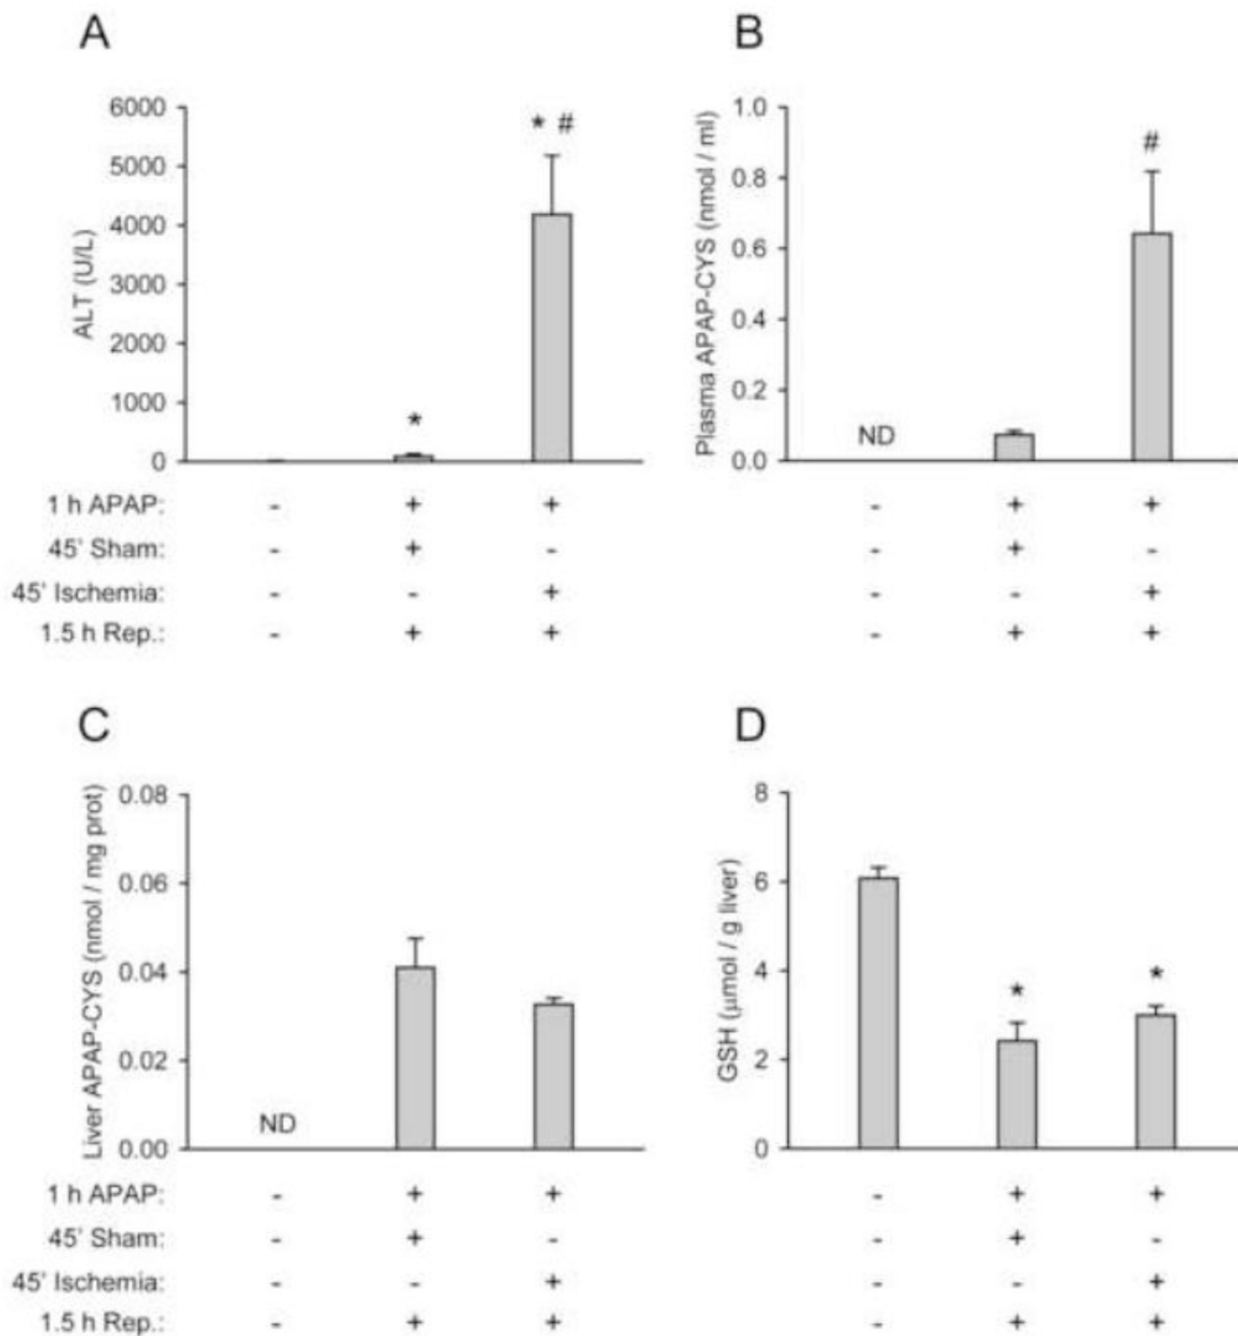 A
ALT (U/L)
6000
5000
4000
3000
2000
1000
0
*
* #
1 h APAP: - + +
45' Sham: - + -
45' Ischemia: - - +
1.5 h Rep.: - + +
B
Plasma APAP-CYS (nmol / ml)
1.0
0.8
0.6
0.4
0.2
0.0
ND
#
- + +
- + -
- - +
- + +
C
Liver APAP-CYS (nmol / mg prot)
0.08
0.06
0.04
0.02
0.00
ND
1 h APAP: - + +
45' Sham: - + -
45' Ischemia: - - +
1.5 h Rep.: - + +
D
GSH (μmol / g liver)
8
6
4
2
0
*
*
- + +
- + -
- - +
- + +